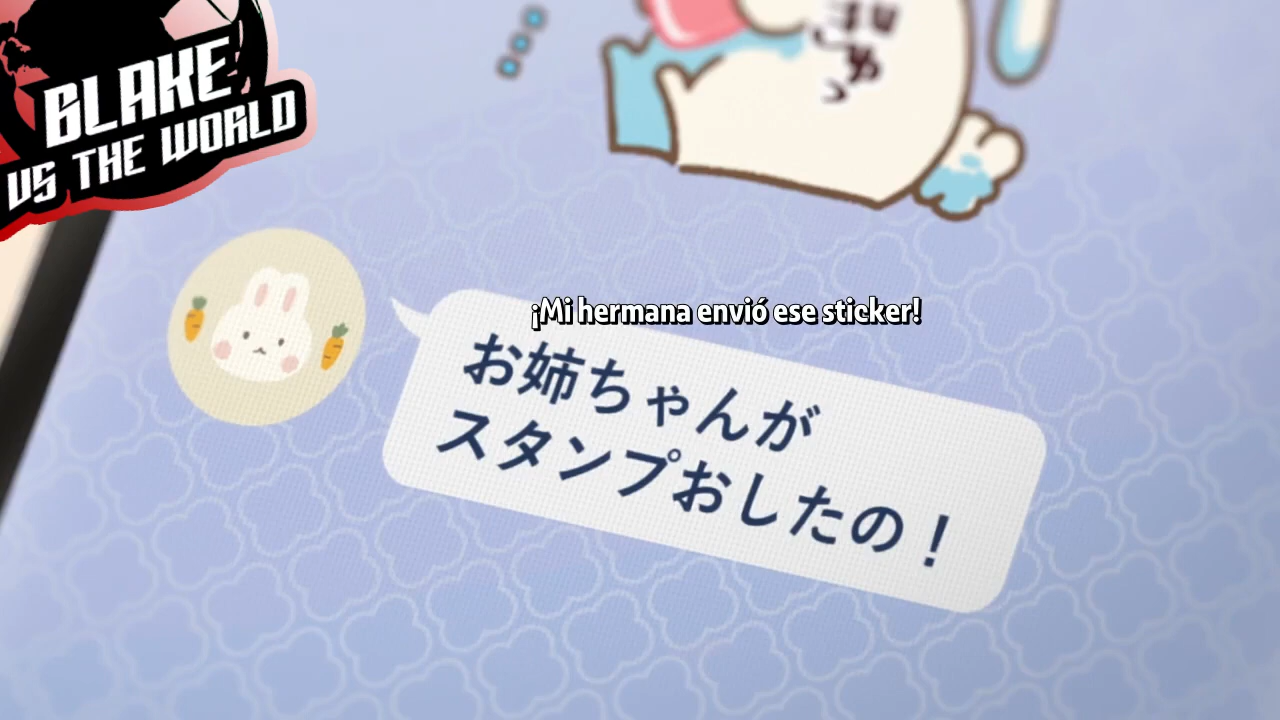 BLAKE
VS THE WORLD
¡Mi hermana envió ese sticker!
お姉ちゃんが
スタンプおしたの！